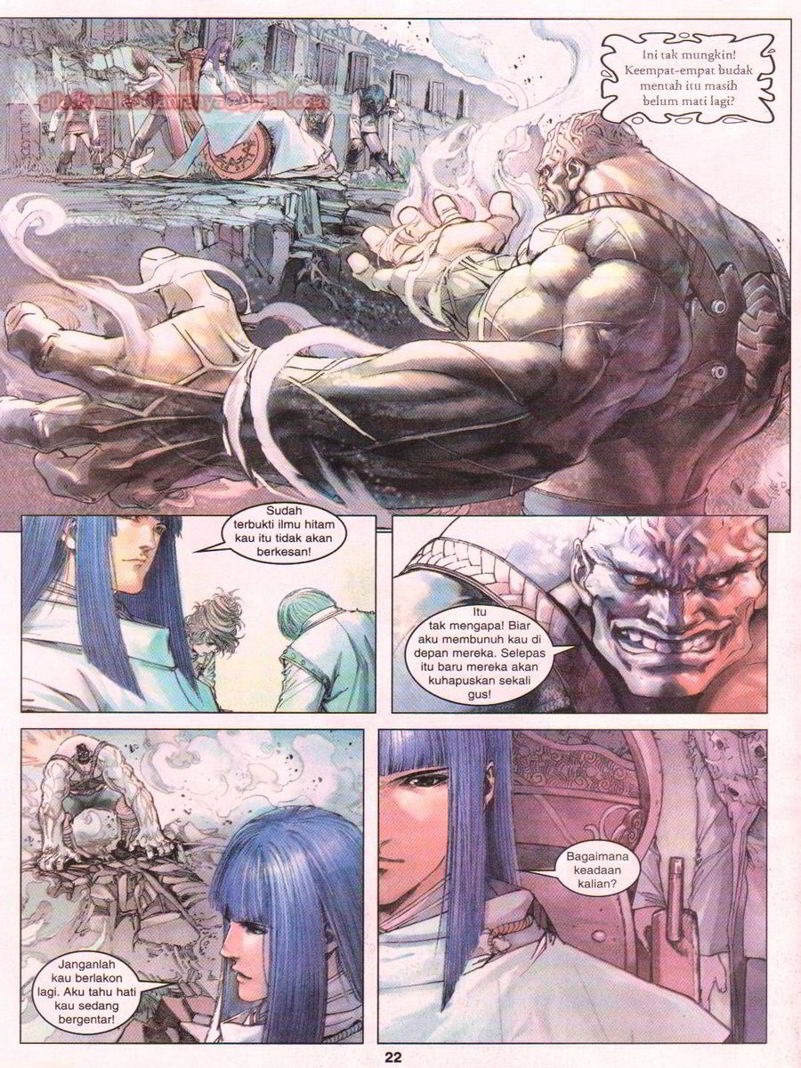 Ini tak mungkin!
Keempat-empat budak
mentah itu masih
belum mati lagi?
Sudah
terbukti ilmu hitam
kau itu tidak akan
berkesan!
Itu
tak mengapa! Biar
aku membunuh kau di
depan mereka. Selepas
itu baru mereka akan
kuhapuskan sekali
gus!
Janganlah
kau berlakon
lagi. Aku tahu hati
kau sedang
bergentar!
Bagaimana
keadaan
kalian?
22